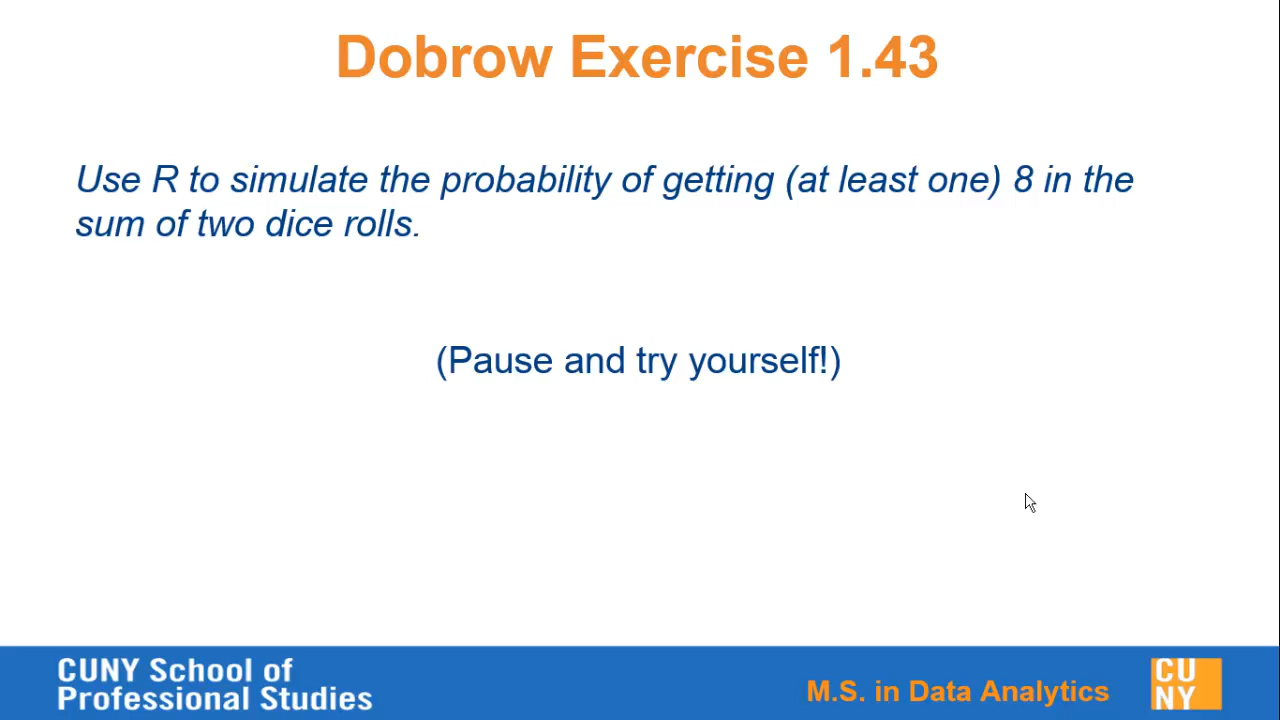 Dobrow Exercise 1.43
Use R to simulate the probability of getting (at least one) 8 in the
sum of two dice rolls.
(Pause and try yourself!)
CUNY School of
Professional Studies
M.S. in Data Analytics
CU
NY